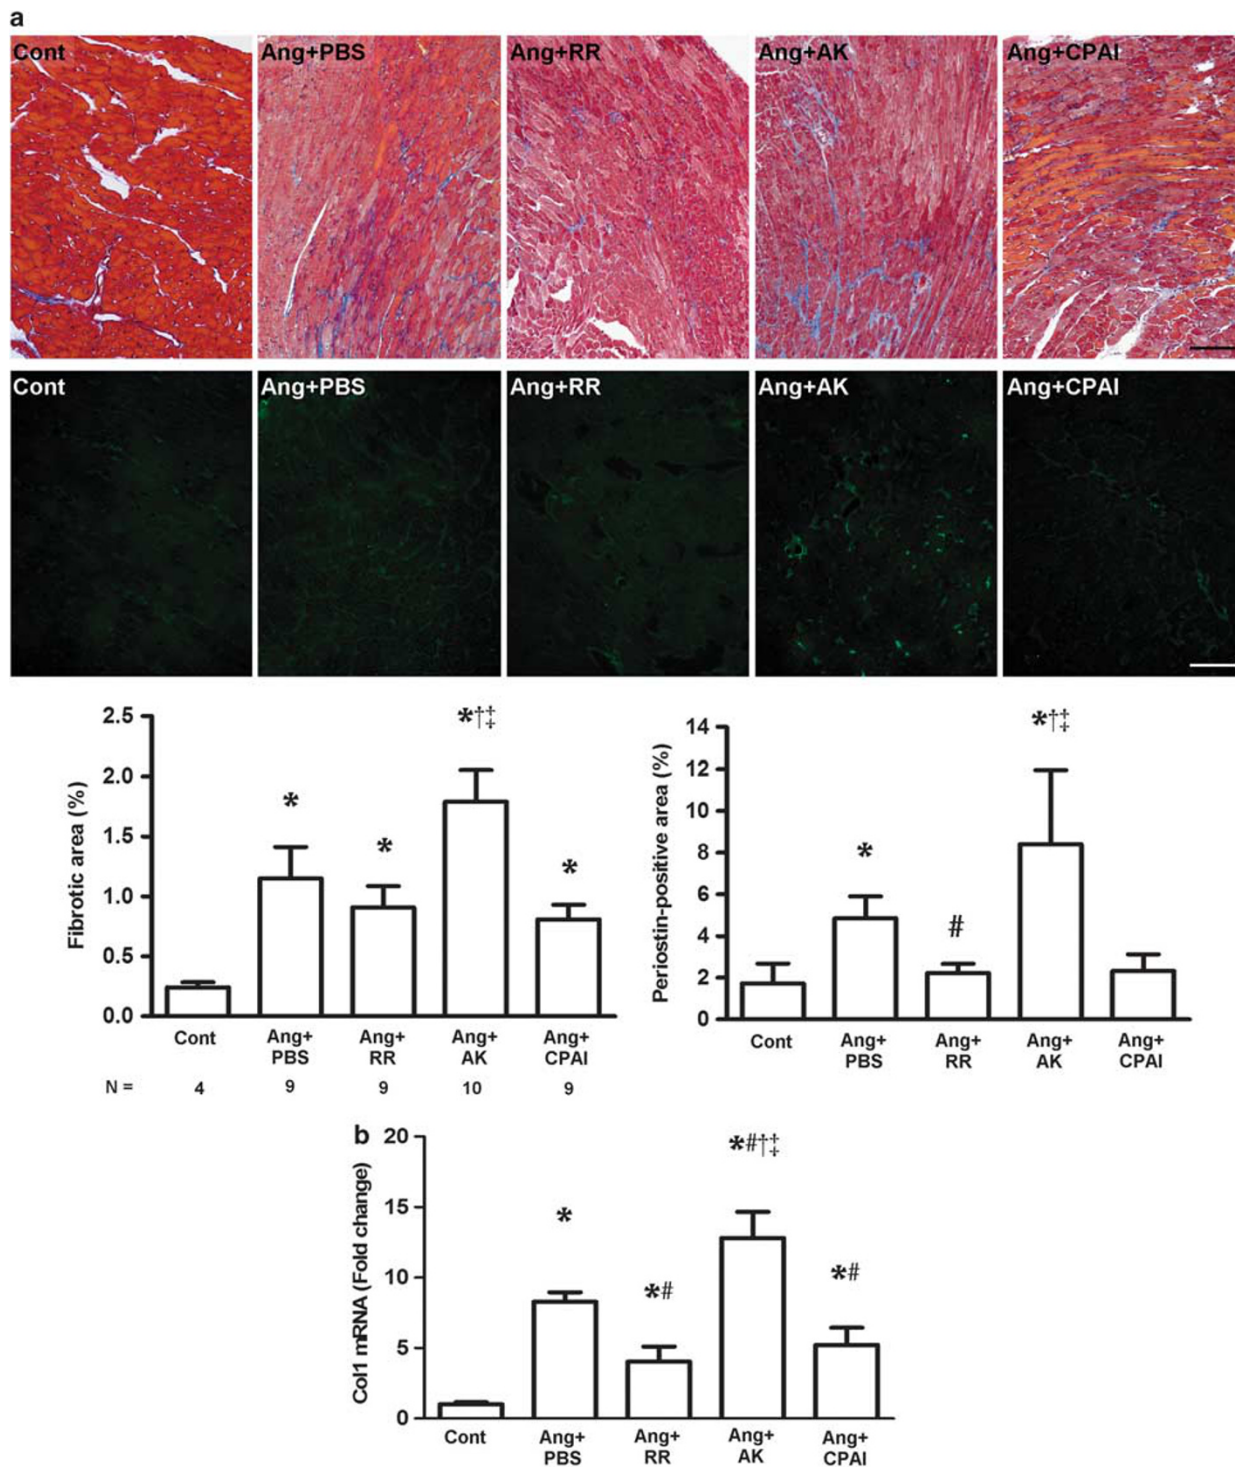 a
Cont Ang+PBS Ang+RR Ang+AK Ang+CPAI
Cont Ang+PBS Ang+RR Ang+AK Ang+CPAI
Fibrotic area (%)
2.5
2.0
1.5
1.0
0.5
0.0
*
*
*†‡
*
Cont Ang+ PBS Ang+ RR Ang+ AK Ang+ CPAI
N = 4 9 9 10 9
Periostin-positive area (%)
14
12
10
8
6
4
2
0
*
#
*†‡
Cont Ang+ PBS Ang+ RR Ang+ AK Ang+ CPAI
b
Col1 mRNA (Fold change)
20
15
10
5
0
*
*#
*#†‡
*#
Cont Ang+ PBS Ang+ RR Ang+ AK Ang+ CPAI